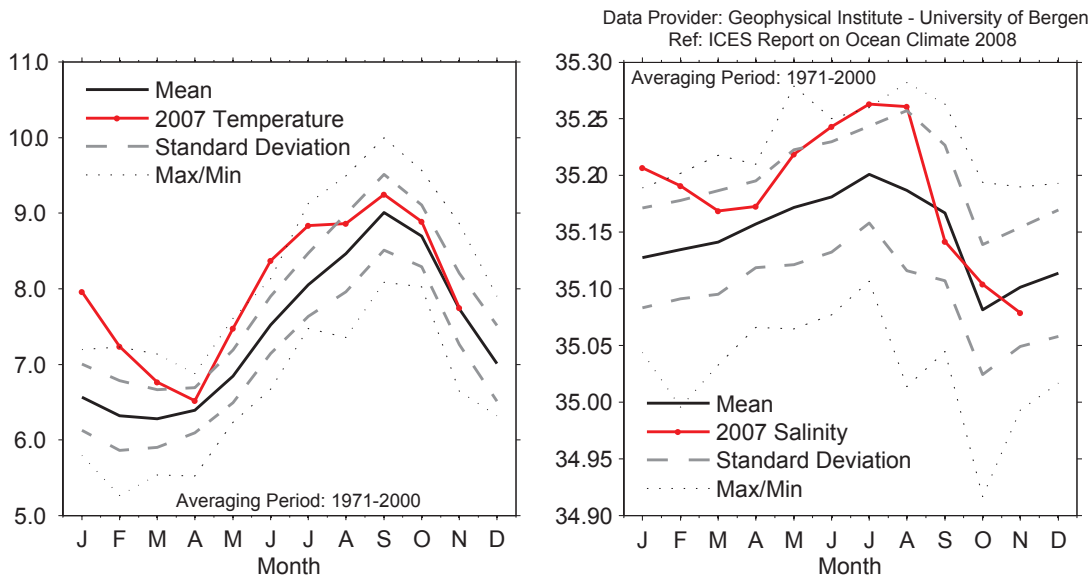 Data Provider: Geophysical Institute - University of Bergen
Ref: ICES Report on Ocean Climate 2008
11.0
10.0
9.0
8.0
7.0
6.0
5.0
Mean
2007 Temperature
Standard Deviation
Max/Min
Averaging Period: 1971-2000
J F M A M J J A S O N D
Month
35.30
35.25
35.20
35.15
35.10
35.05
35.00
34.95
34.90
Averaging Period: 1971-2000
Mean
2007 Salinity
Standard Deviation
Max/Min
J F M A M J J A S O N D
Month